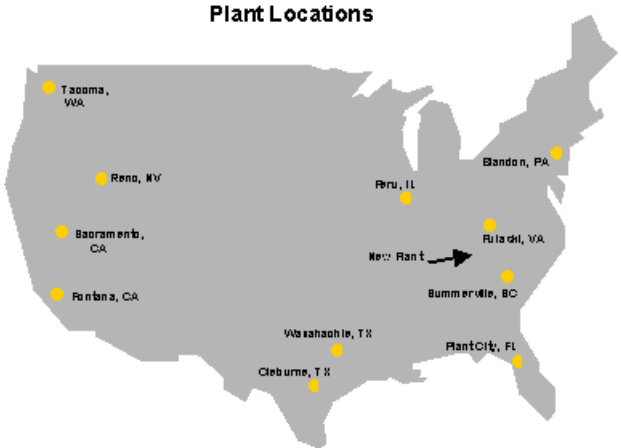 Plant Locations
Tacoma,
WA
Blandon, PA
Reno, NV
Peru, IL
Sacramento,
CA
Pulaski, VA
New Plant
Fontana, CA
Summerville, SC
Waxahachie, TX
Plant City, FL
Cleburne, TX